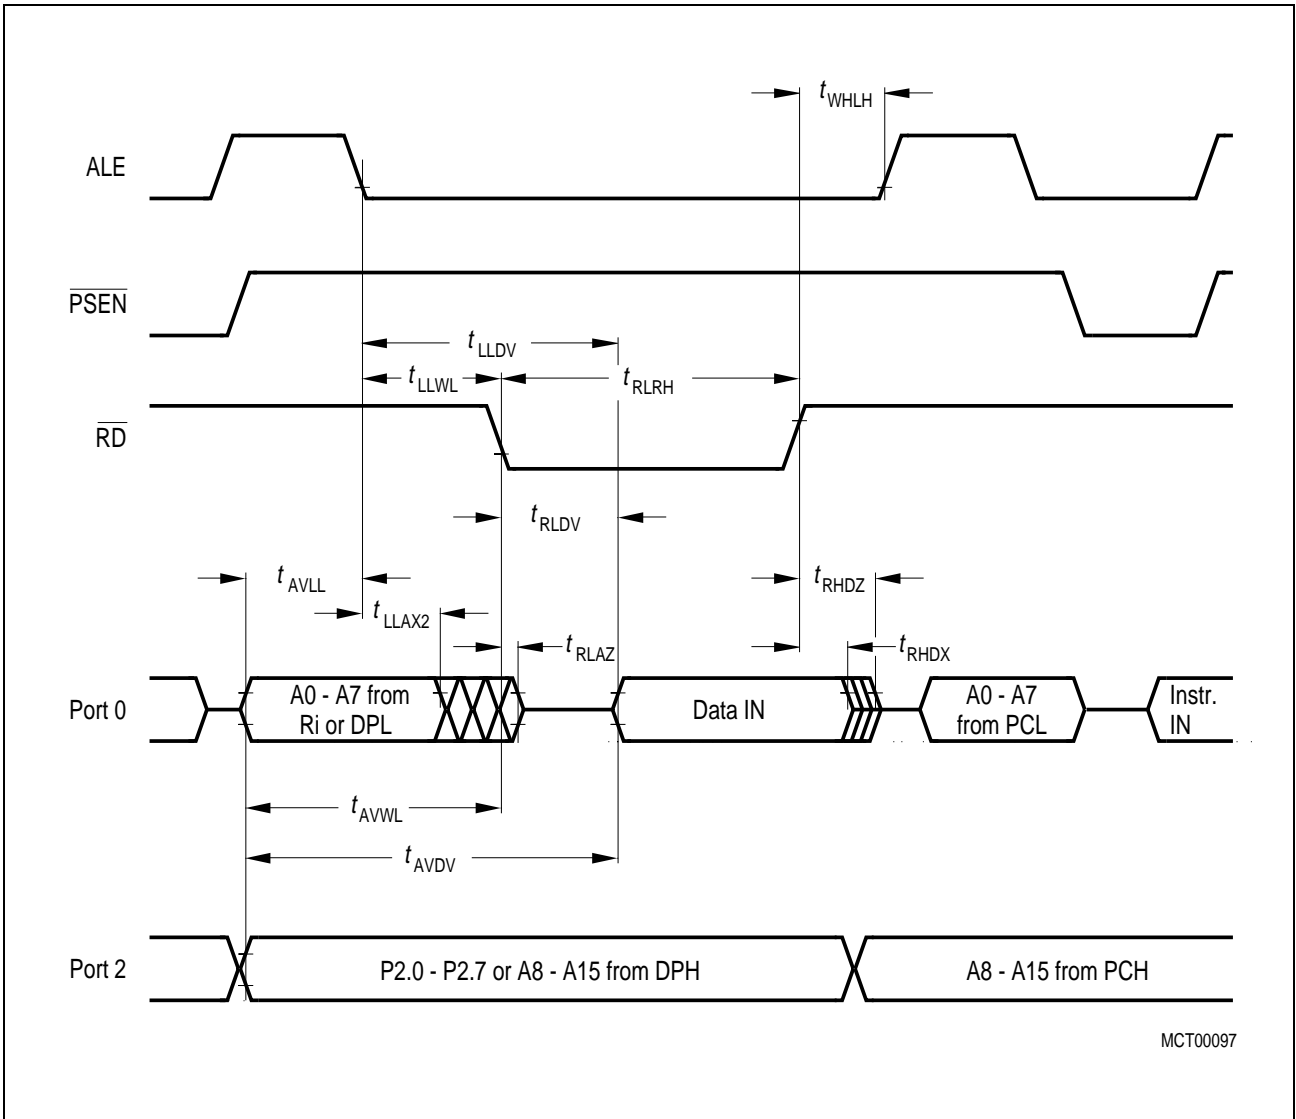 t WHLH
ALE
PSEN
t LLDV
t LLWL
t RLRH
RD
t RLDV
t AVLL
t RHDZ
t LLAX2
t RLAZ
t RHDX
Port 0
A0 - A7 from
Ri or DPL
Data IN
A0 - A7
from PCL
Instr.
IN
t AVWL
t AVDV
Port 2
P2.0 - P2.7 or A8 - A15 from DPH
A8 - A15 from PCH
MCT00097